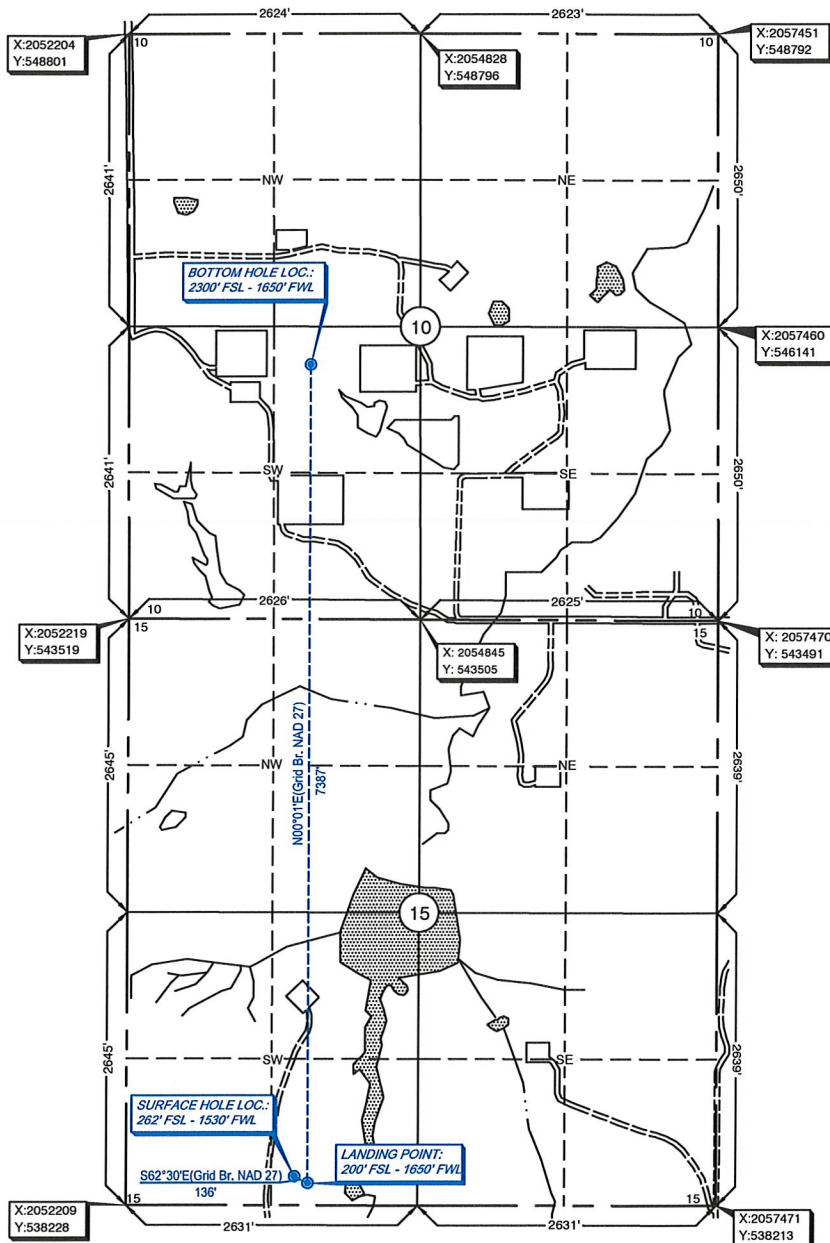 2624'
2623'
X:2052204
Y:548801
10
X:2054828
Y:548796
10
X:2057451
Y:548792
2641'
NW
NE
2650'
BOTTOM HOLE LOC.:
2300' FSL - 1650' FWL
10
X:2057460
Y:546141
2641'
SW
SE
2650'
10
2626'
2625'
10
X:2052219
Y:543519
15
X: 2054845
Y: 543505
15
X: 2057470
Y: 543491
2645'
NW
N00°01'E(Grid Br. NAD 27)
7387'
NE
2639'
15
2645'
SW
SE
2639'
SURFACE HOLE LOC.:
262' FSL - 1530' FWL
LANDING POINT:
200' FSL - 1650' FWL
S62°30'E(Grid Br. NAD 27)
136'
X:2052209
Y:538228
15
2631'
2631'
15
X:2057471
Y:538213